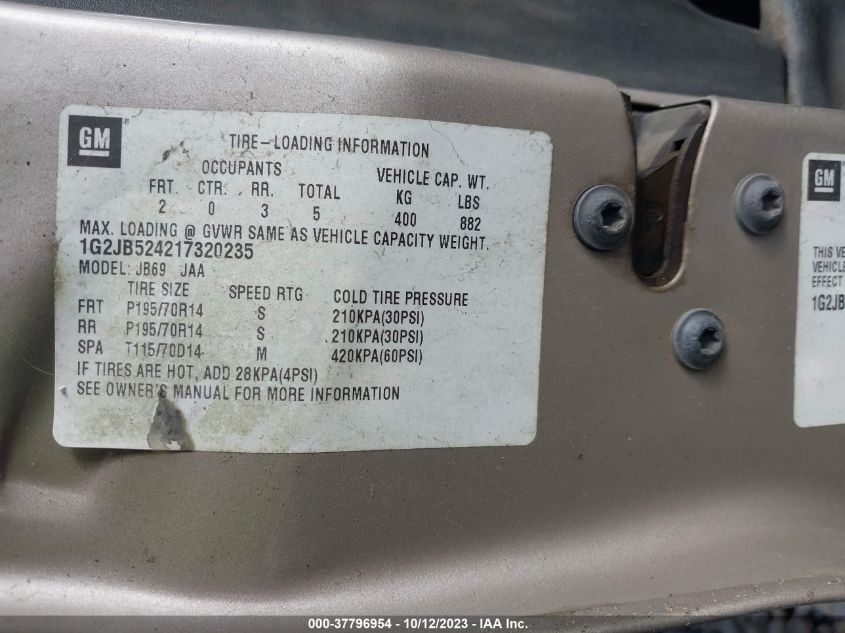 GM
TIRE-LOADING INFORMATION
OCCUPANTS VEHICLE CAP. WT.
FRT. CTR. RR. TOTAL KG LBS
2 0 3 5 400 882
MAX. LOADING @ GVWR SAME AS VEHICLE CAPACITY WEIGHT.
1G2JB524217320235
MODEL: JB69 JAA
TIRE SIZE SPEED RTG COLD TIRE PRESSURE
FRT P195/70R14 S 210KPA(30PSI)
RR P195/70R14 S 210KPA(30PSI)
SPA T115/70D14 M 420KPA(60PSI)
IF TIRES ARE HOT, ADD 28KPA(4PSI)
SEE OWNER'S MANUAL FOR MORE INFORMATION
GM
THIS VE
VEHICLE
EFFECT
1G2JB
000-37796954 - 10/12/2023 - IAA Inc.